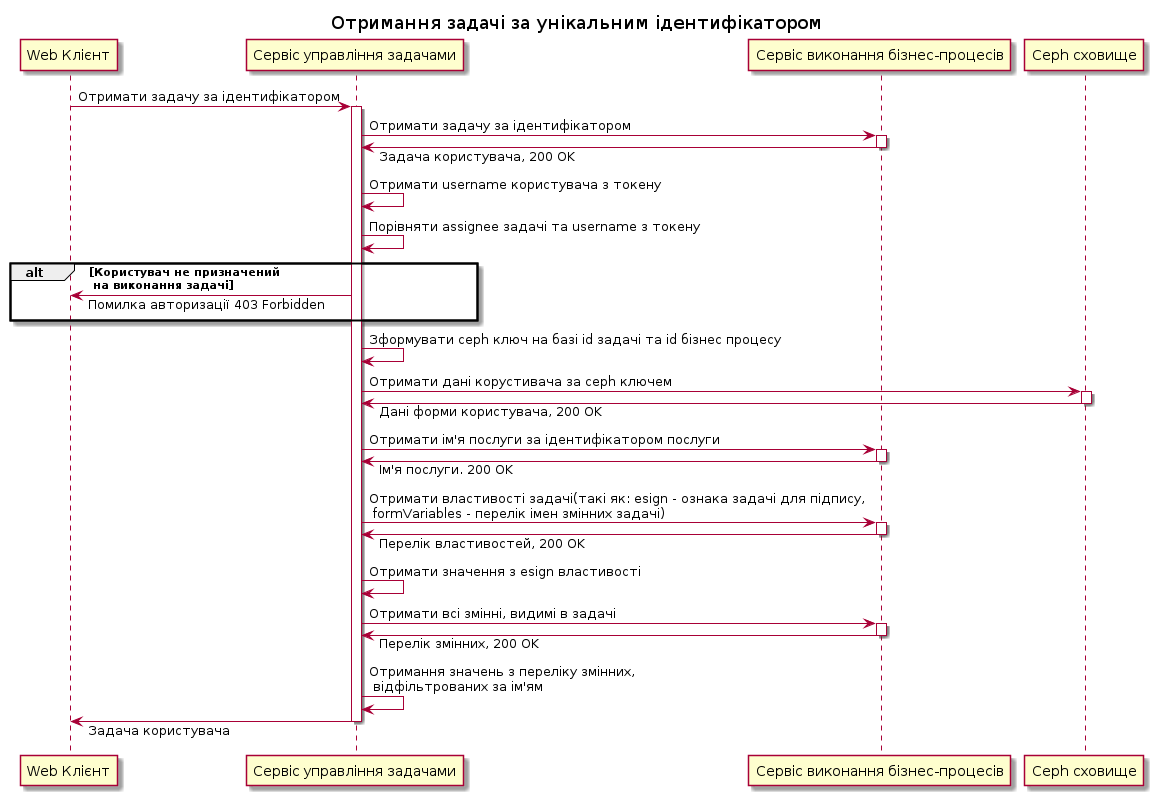 Отримання задачі за унікальним ідентифікатором
Web Клієнт
Сервіс управління задачами
Сервіс виконання бізнес-процесів
Ceph сховище
Отримати задачу за ідентифікатором
Отримати задачу за ідентифікатором
Задача користувача, 200 OK
Отримати username користувача з токену
Порівняти assignee задачі та username з токену
alt
[Користувач не призначений
на виконання задачі]
Помилка авторизації 403 Forbidden
Зформувати ceph ключ на базі id задачі та id бізнес процесу
Отримати дані корустивача за ceph ключем
Дані форми користувача, 200 OK
Отримати ім'я послуги за ідентифікатором послуги
Ім'я послуги. 200 OK
Отримати властивості задачі(такі як: esign - ознака задачі для підпису,
formVariables - перелік імен змінних задачі)
Перелік властивостей, 200 OK
Отримати значення з esign властивості
Отримати всі змінні, видимі в задачі
Перелік змінних, 200 OK
Отримання значень з переліку змінних,
відфільтрованих за ім'ям
Задача користувача
Web Клієнт
Сервіс управління задачами
Сервіс виконання бізнес-процесів
Ceph сховище